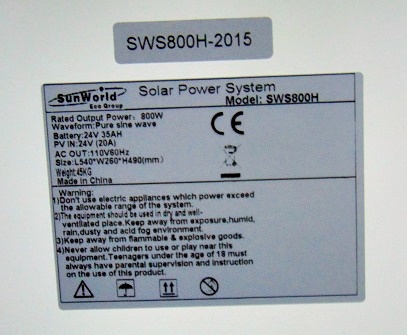 SWS800H-2015
SunWorld
Eco Group
Solar Power System
Model: SWS800H
Rated Output Power: 800W
Waveform:Pure sine wave
Battery:24V 35AH
PV IN:24V (20A)
AC OUT:110V60Hz
Size:L540*W260*H490(mm)
Weight:45KG
Made in China
CE
Warning:
1)Don't use electric appliances which power exceed
the allowable range of the system.
2)The equipment should be used in dry and well-
ventilated place.Keep away from exposure,humid,
rain,dusty and acid fog environment.
3)Keep away from flammable & explosive goods.
4)Never allow children to use or play near this
equipment.Teenagers under the age of 18 must
always have parental supervision and instruction
on the use of this product.